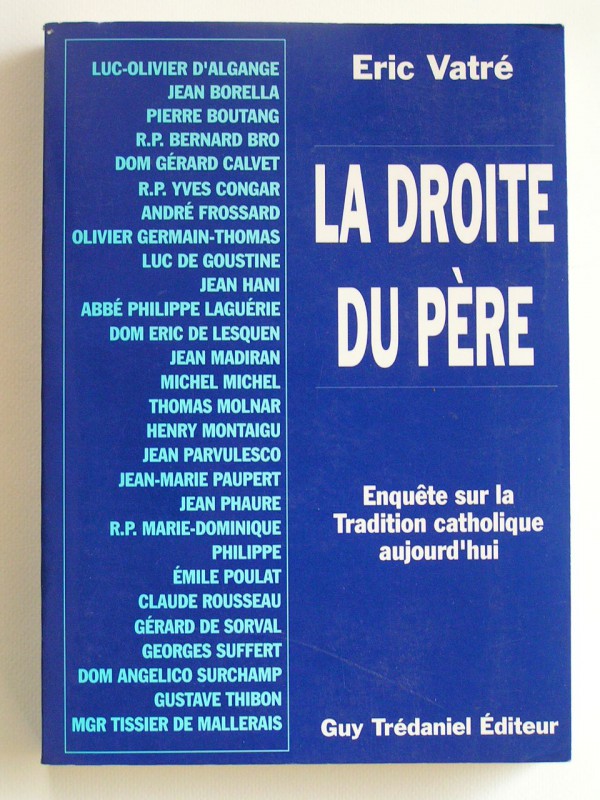 LUC-OLIVIER D'ALGANGE
JEAN BORELLA
PIERRE BOUTANG
R.P. BERNARD BRO
DOM GÉRARD CALVET
R.P. YVES CONGAR
ANDRÉ FROSSARD
OLIVIER GERMAIN-THOMAS
LUC DE GOUSTINE
JEAN HANI
ABBÉ PHILIPPE LAGUÉRIE
DOM ERIC DE LESQUEN
JEAN MADIRAN
MICHEL MICHEL
THOMAS MOLNAR
HENRY MONTAIGU
JEAN PARVULESCO
JEAN-MARIE PAUPERT
JEAN PHAURE
R.P. MARIE-DOMINIQUE
PHILIPPE
ÉMILE POULAT
CLAUDE ROUSSEAU
GÉRARD DE SORVAL
GEORGES SUFFERT
DOM ANGELICO SURCHAMP
GUSTAVE THIBON
MGR TISSIER DE MALLERAIS
Eric Vatré
LA DROITE
DU PÈRE
Enquête sur la
Tradition catholique
aujourd'hui
Guy Trédaniel Éditeur